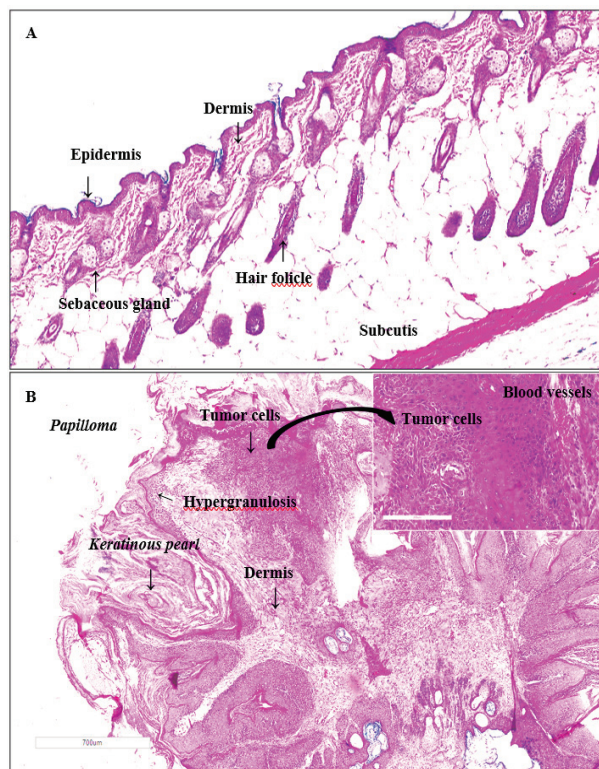 A
Dermis
Epidermis
Hair folicle
Sebaceous gland
Subcutis
B
Blood vessels
Papilloma
Tumor cells
Tumor cells
Hypergranulosis
Keratinous pearl
Dermis
700um